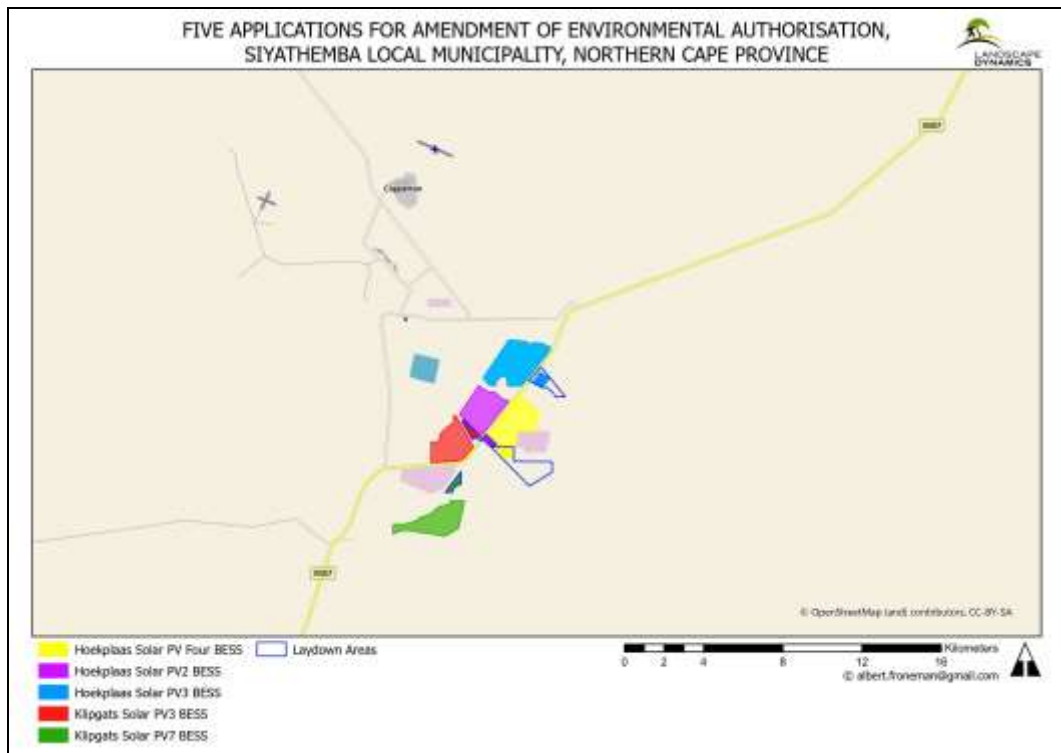 FIVE APPLICATIONS FOR AMENDMENT OF ENVIRONMENTAL AUTHORISATION,
SIYATHEMBA LOCAL MUNICIPALITY, NORTHERN CAPE PROVINCE
LANDSCAPE
DYNAMICS
Copperton
© OpenStreetMap (and) contributors, CC-BY-SA
Hoekplaas Solar PV Four BESS
Laydown Areas
Hoekplaas Solar PV2 BESS
Hoekplaas Solar PV3 BESS
Klipgats Solar PV3 BESS
Klipgats Solar PV7 BESS
Kilometers
0 2 4 8 12 16
© albert.froneman@gmail.com